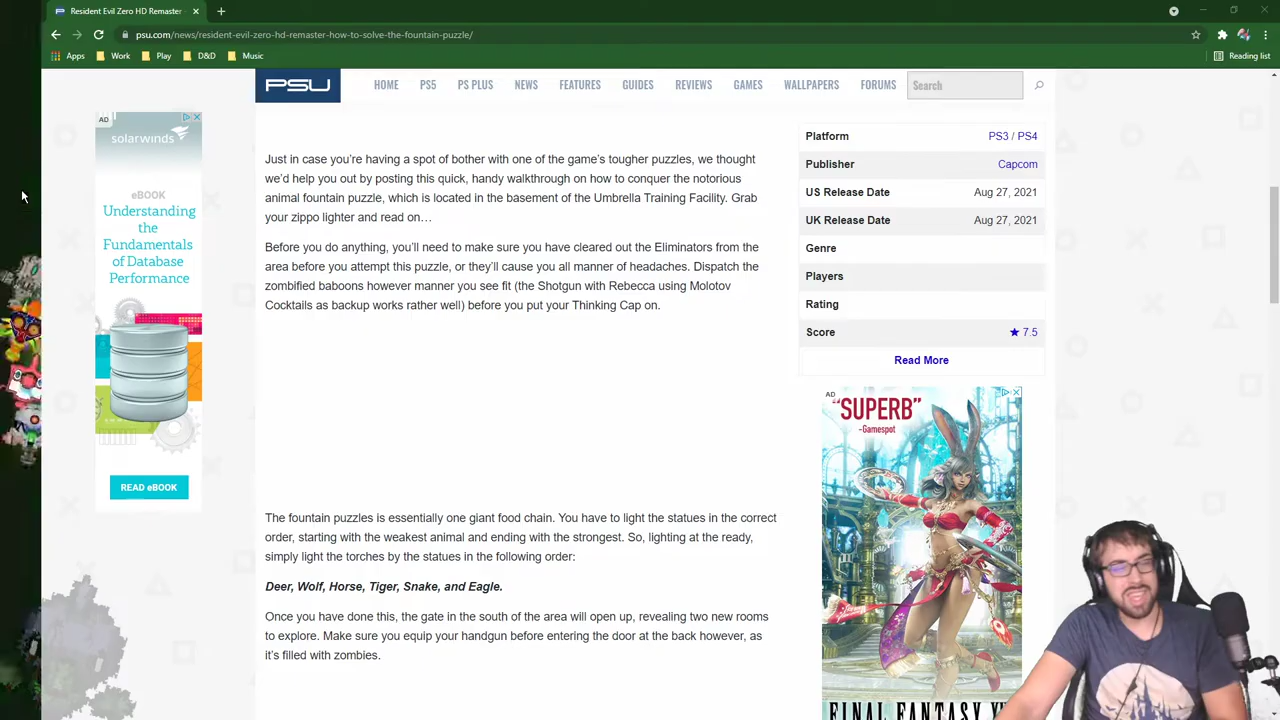 Resident Evil Zero HD Remaster -
psu.com/news/resident-evil-zero-hd-remaster-how-to-solve-the-fountain-puzzle/
Apps Work Play D&D Music Reading list
PSU HOME PS5 PS PLUS NEWS FEATURES GUIDES REVIEWS GAMES WALLPAPERS FORUMS Search
AD
solarwinds
eBOOK
Understanding
the
Fundamentals
of Database
Performance
READ eBOOK
Just in case you're having a spot of bother with one of the game's tougher puzzles, we thought
we'd help you out by posting this quick, handy walkthrough on how to conquer the notorious
animal fountain puzzle, which is located in the basement of the Umbrella Training Facility. Grab
your zippo lighter and read on…
Before you do anything, you'll need to make sure you have cleared out the Eliminators from the
area before you attempt this puzzle, or they'll cause you all manner of headaches. Dispatch the
zombified baboons however manner you see fit (the Shotgun with Rebecca using Molotov
Cocktails as backup works rather well) before you put your Thinking Cap on.
The fountain puzzles is essentially one giant food chain. You have to light the statues in the correct
order, starting with the weakest animal and ending with the strongest. So, lighting at the ready,
simply light the torches by the statues in the following order:
Deer, Wolf, Horse, Tiger, Snake, and Eagle.
Once you have done this, the gate in the south of the area will open up, revealing two new rooms
to explore. Make sure you equip your handgun before entering the door at the back however, as
it's filled with zombies.
Platform PS3 / PS4
Publisher Capcom
US Release Date Aug 27, 2021
UK Release Date Aug 27, 2021
Genre
Players
Rating
Score ★ 7.5
Read More
AD
"SUPERB"
-Gamespot
FINAL FANTASY